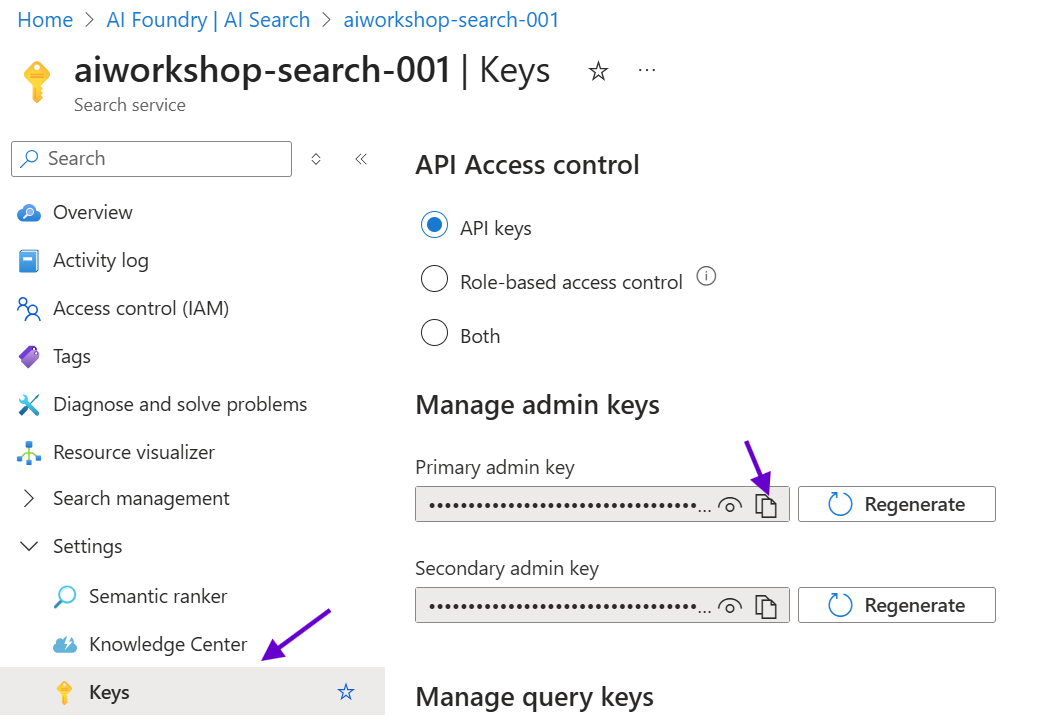 Home > AI Foundry | AI Search > aiworkshop-search-001
aiworkshop-search-001 | Keys
Search service
Search
Overview
Activity log
Access control (IAM)
Tags
Diagnose and solve problems
Resource visualizer
Search management
Settings
Semantic ranker
Knowledge Center
Keys
API Access control
API keys
Role-based access control
Both
Manage admin keys
Primary admin key
••••••••••••••••••••••••••••••••••... Regenerate
Secondary admin key
••••••••••••••••••••••••••••••••••... Regenerate
Manage query keys